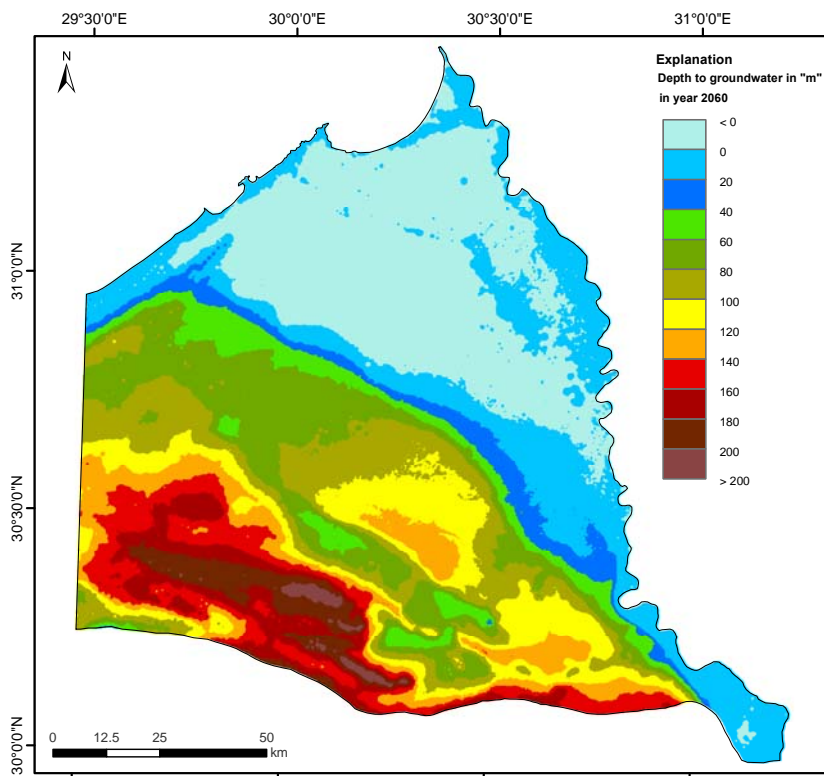 29°30'0"E 30°0'0"E 30°30'0"E 31°0'0"E
N
Explanation
Depth to groundwater in "m"
in year 2060
< 0
0
20
40
60
80
100
120
140
160
180
200
> 200
31°0'0"N
30°30'0"N
30°0'0"N
0 12.5 25 50
km